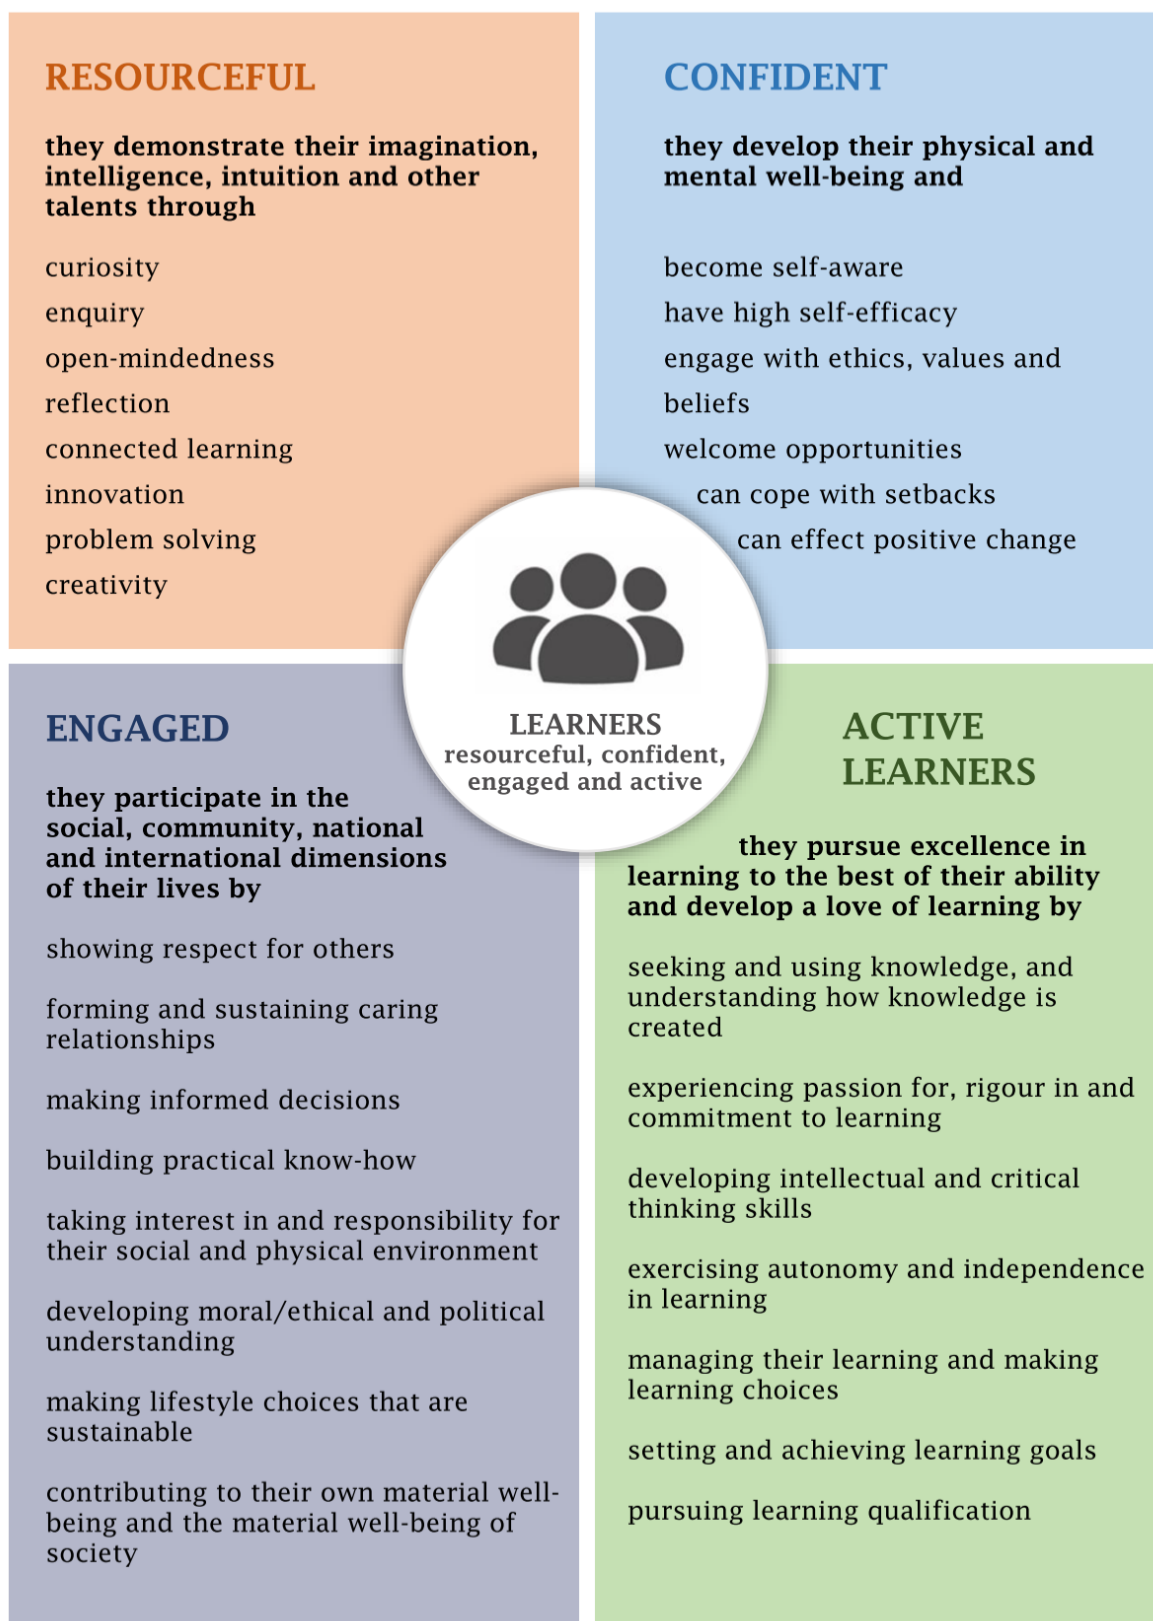 RESOURCEFUL
they demonstrate their imagination,
intelligence, intuition and other
talents through
curiosity
enquiry
open-mindedness
reflection
connected learning
innovation
problem solving
creativity
CONFIDENT
they develop their physical and
mental well-being and
become self-aware
have high self-efficacy
engage with ethics, values and
beliefs
welcome opportunities
can cope with setbacks
can effect positive change
LEARNERS
resourceful, confident,
engaged and active
ENGAGED
they participate in the
social, community, national
and international dimensions
of their lives by
showing respect for others
forming and sustaining caring
relationships
making informed decisions
building practical know-how
taking interest in and responsibility for
their social and physical environment
developing moral/ethical and political
understanding
making lifestyle choices that are
sustainable
contributing to their own material well-
being and the material well-being of
society
ACTIVE
LEARNERS
they pursue excellence in
learning to the best of their ability
and develop a love of learning by
seeking and using knowledge, and
understanding how knowledge is
created
experiencing passion for, rigour in and
commitment to learning
developing intellectual and critical
thinking skills
exercising autonomy and independence
in learning
managing their learning and making
learning choices
setting and achieving learning goals
pursuing learning qualification